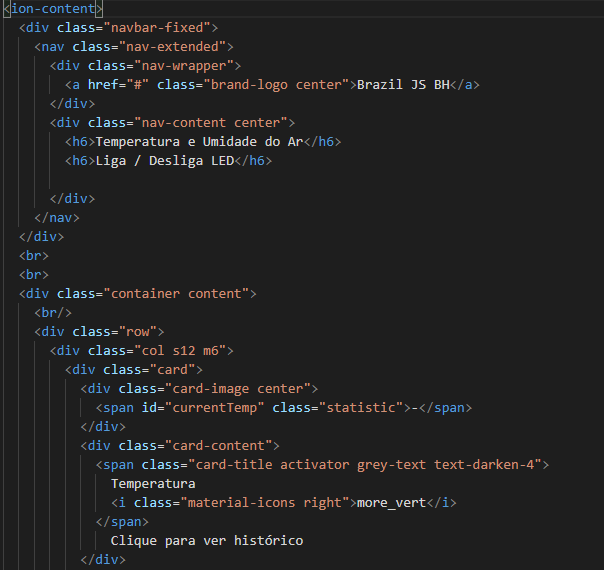 <ion-content>
<div class="navbar-fixed">
<nav class="nav-extended">
<div class="nav-wrapper">
<a href="#" class="brand-logo center">Brazil JS BH</a>
</div>
<div class="nav-content center">
<h6>Temperatura e Umidade do Ar</h6>
<h6>Liga / Desliga LED</h6>
</div>
</nav>
</div>
<br>
<br>
<div class="container content">
<br/>
<div class="row">
<div class="col s12 m6">
<div class="card">
<div class="card-image center">
<span id="currentTemp" class="statistic">-</span>
</div>
<div class="card-content">
<span class="card-title activator grey-text text-darken-4">
Temperatura
<i class="material-icons right">more_vert</i>
</span>
Clique para ver histórico
</div>